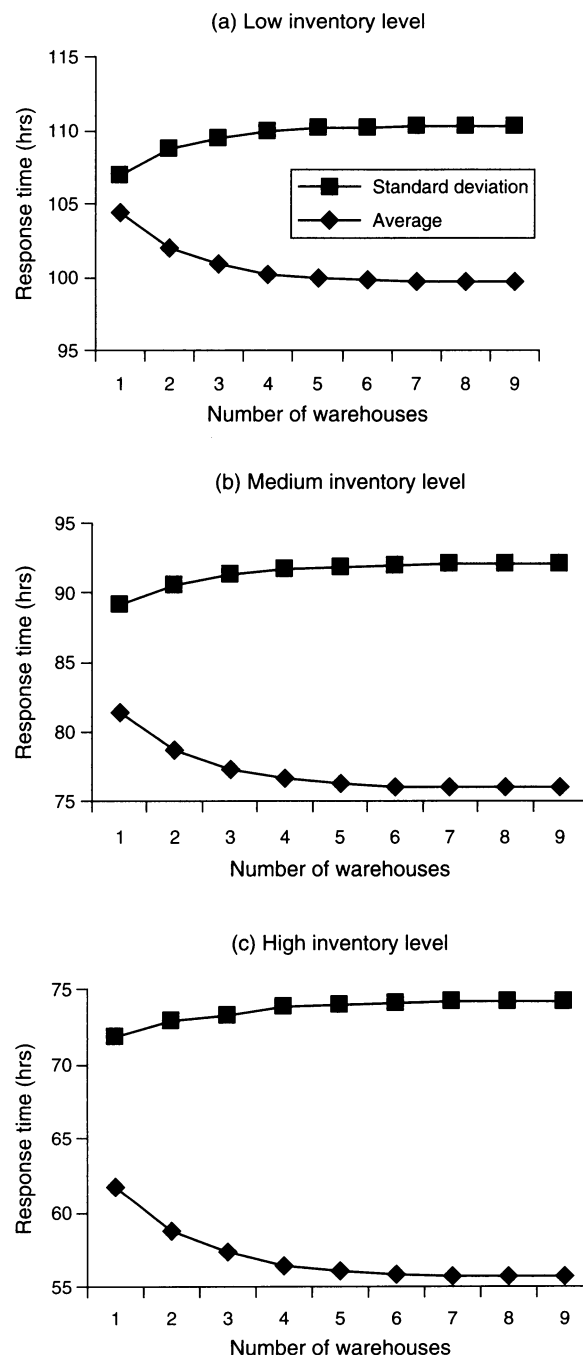 (a) Low inventory level
115
110
105
100
95
Response time (hrs)
Standard deviation
Average
1 2 3 4 5 6 7 8 9
Number of warehouses
(b) Medium inventory level
95
90
85
80
75
Response time (hrs)
1 2 3 4 5 6 7 8 9
Number of warehouses
(c) High inventory level
75
70
65
60
55
Response time (hrs)
1 2 3 4 5 6 7 8 9
Number of warehouses